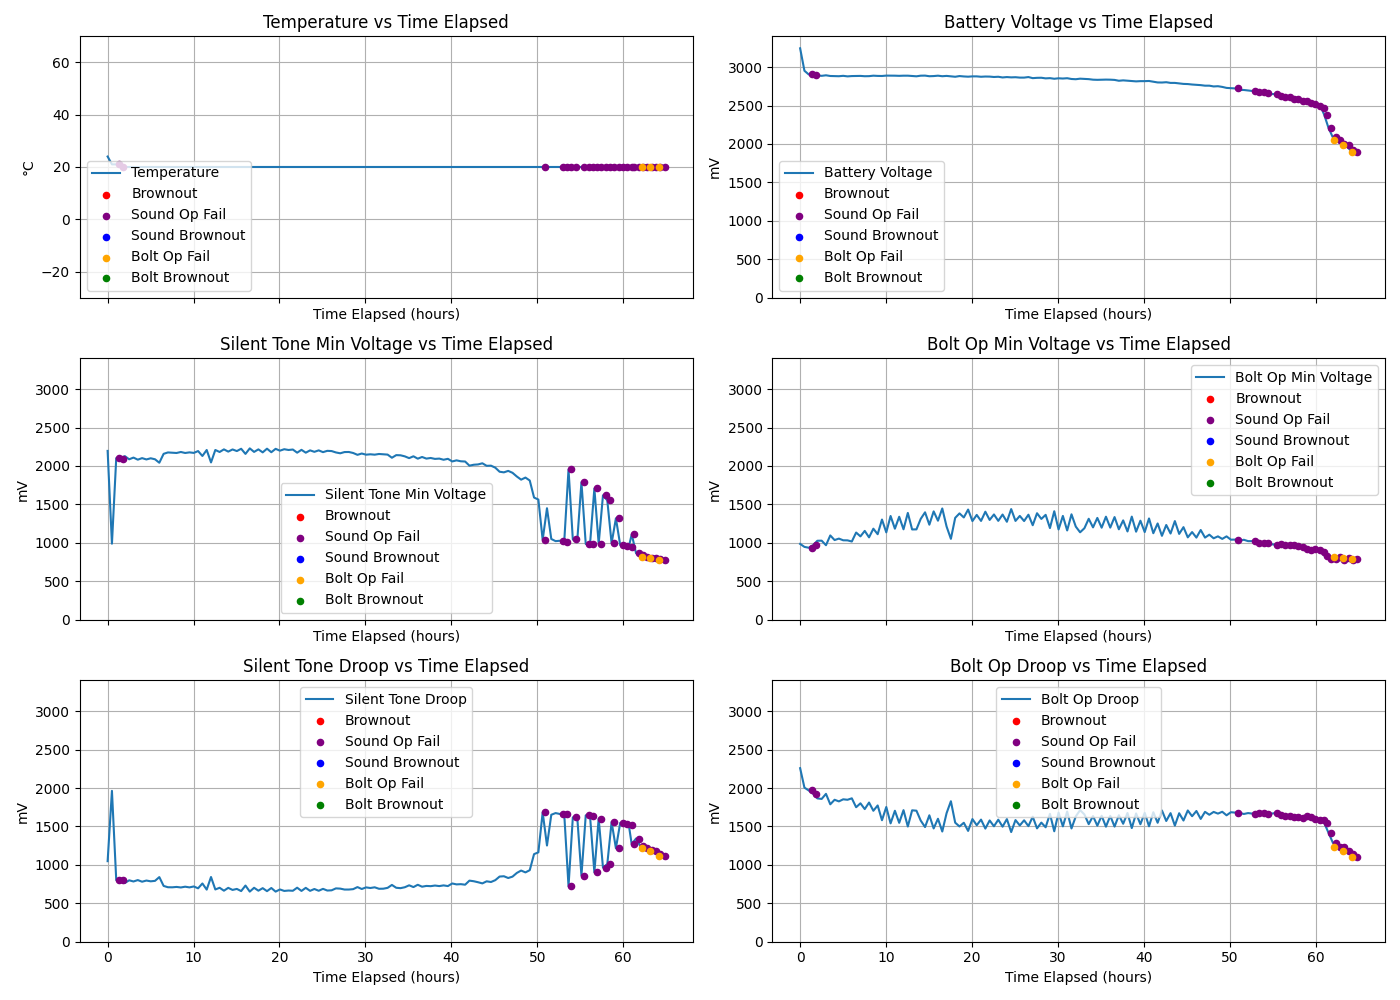 Temperature vs Time Elapsed
60
40
20
0
−20
°C
Temperature
Brownout
Sound Op Fail
Sound Brownout
Bolt Op Fail
Bolt Brownout
Time Elapsed (hours)
Battery Voltage vs Time Elapsed
3000
2500
2000
1500
1000
500
0
mV
Battery Voltage
Brownout
Sound Op Fail
Sound Brownout
Bolt Op Fail
Bolt Brownout
Time Elapsed (hours)
Silent Tone Min Voltage vs Time Elapsed
3000
2500
2000
1500
1000
500
0
mV
Silent Tone Min Voltage
Brownout
Sound Op Fail
Sound Brownout
Bolt Op Fail
Bolt Brownout
Time Elapsed (hours)
Bolt Op Min Voltage vs Time Elapsed
3000
2500
2000
1500
1000
500
0
mV
Bolt Op Min Voltage
Brownout
Sound Op Fail
Sound Brownout
Bolt Op Fail
Bolt Brownout
Time Elapsed (hours)
Silent Tone Droop vs Time Elapsed
3000
2500
2000
1500
1000
500
0
mV
Silent Tone Droop
Brownout
Sound Op Fail
Sound Brownout
Bolt Op Fail
Bolt Brownout
0 10 20 30 40 50 60
Time Elapsed (hours)
Bolt Op Droop vs Time Elapsed
3000
2500
2000
1500
1000
500
0
mV
Bolt Op Droop
Brownout
Sound Op Fail
Sound Brownout
Bolt Op Fail
Bolt Brownout
0 10 20 30 40 50 60
Time Elapsed (hours)